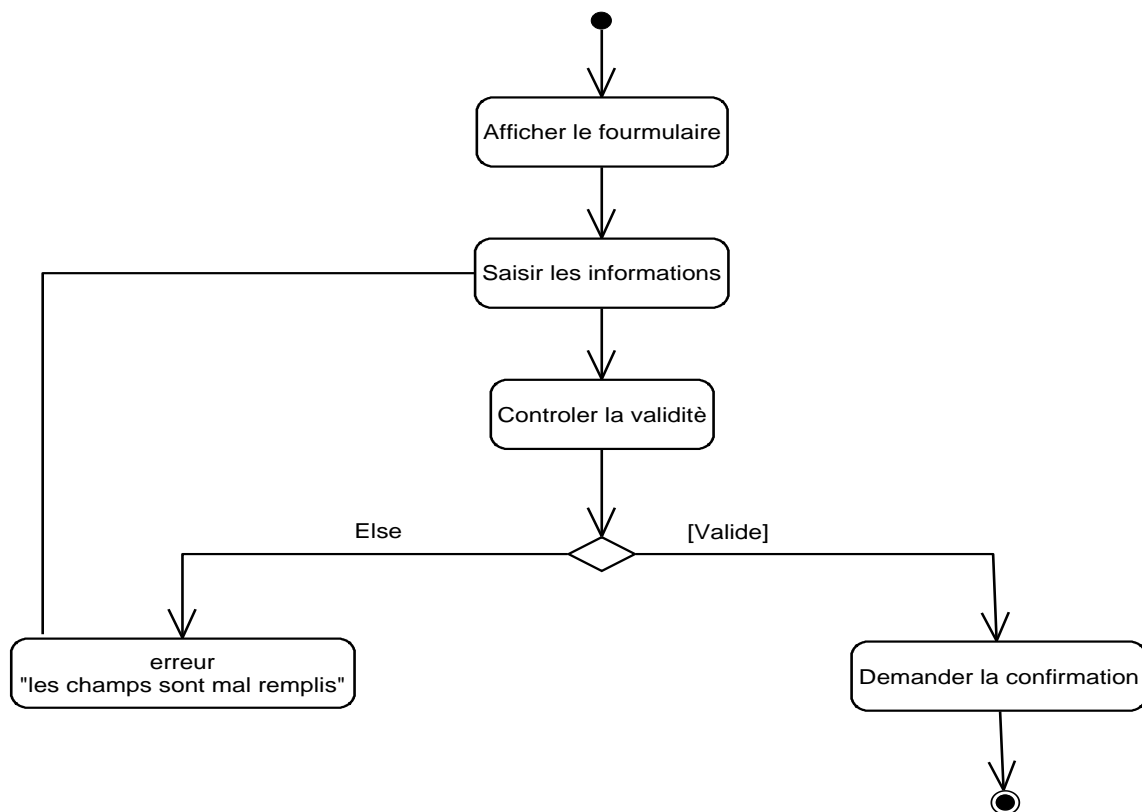 Afficher le fourmulaire
Saisir les informations
Controler la validitè
Else
[Valide]
erreur
"les champs sont mal remplis"
Demander la confirmation